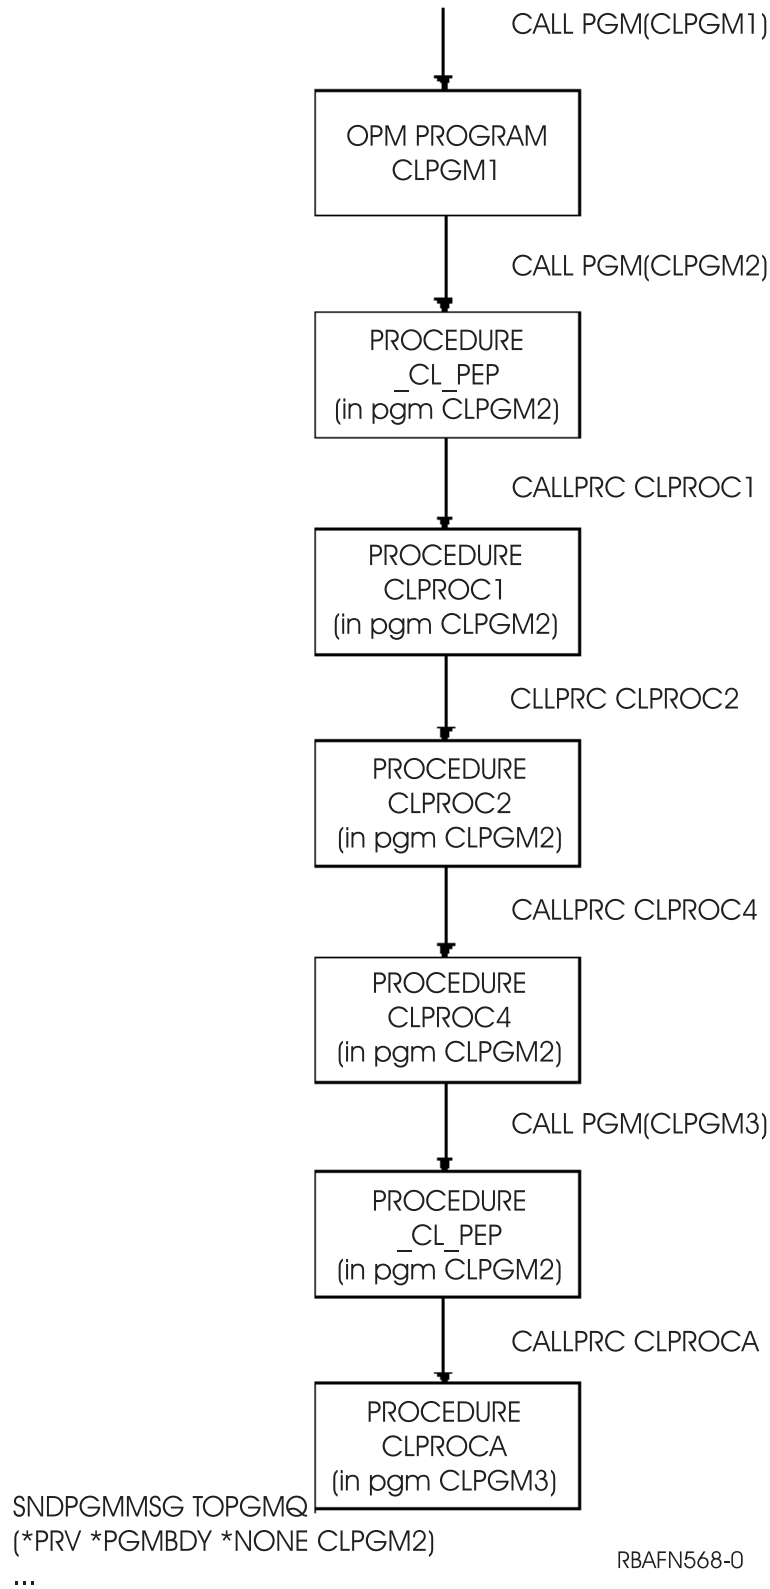 CALL PGM(CLPGM1)
OPM PROGRAM
CLPGM1
CALL PGM(CLPGM2)
PROCEDURE
_CL_PEP
(in pgm CLPGM2)
CALLPRC CLPROC1
PROCEDURE
CLPROC1
(in pgm CLPGM2)
CLLPRC CLPROC2
PROCEDURE
CLPROC2
(in pgm CLPGM2)
CALLPRC CLPROC4
PROCEDURE
CLPROC4
(in pgm CLPGM2)
CALL PGM(CLPGM3)
PROCEDURE
_CL_PEP
(in pgm CLPGM2)
CALLPRC CLPROCA
PROCEDURE
CLPROCA
(in pgm CLPGM3)
SNDPGMMSG TOPGMQ
(*PRV *PGMBDY *NONE CLPGM2)
...
RBAFN568-0